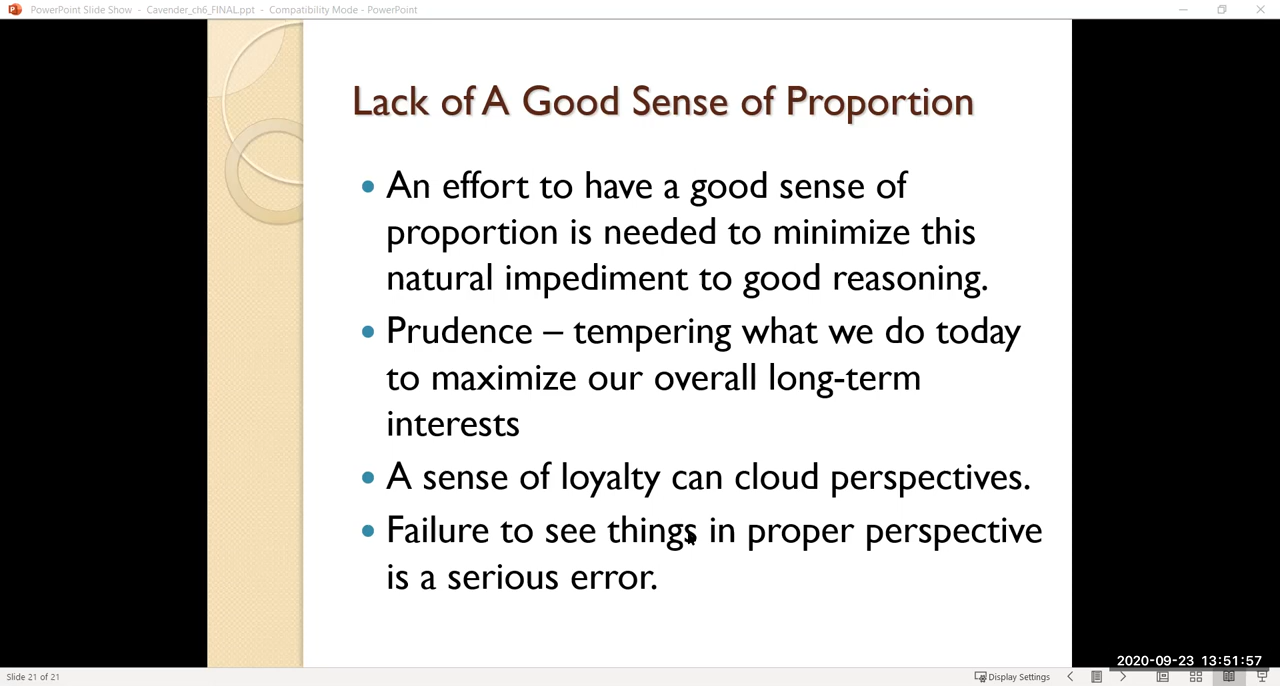 PowerPoint Slide Show - Cavender_ch6_FINAL.ppt - Compatibility Mode - PowerPoint
Lack of A Good Sense of Proportion
• An effort to have a good sense of
proportion is needed to minimize this
natural impediment to good reasoning.
• Prudence – tempering what we do today
to maximize our overall long-term
interests
• A sense of loyalty can cloud perspectives.
• Failure to see things in proper perspective
is a serious error.
2020-09-23 13:51:57
Slide 21 of 21
Display Settings